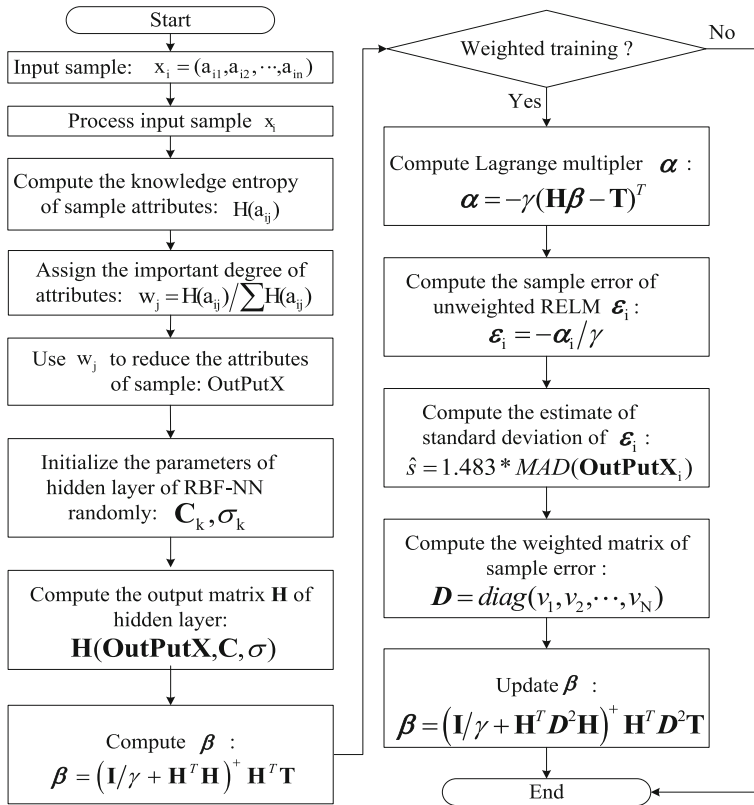 Start
Input sample: xᵢ = (aᵢ₁,aᵢ₂,⋯,aᵢₙ)
Process input sample xᵢ
Compute the knowledge entropy
of sample attributes: H(aᵢⱼ)
Assign the important degree of
attributes: wⱼ = H(aᵢⱼ)/∑H(aᵢⱼ)
Use wⱼ to reduce the attributes
of sample: OutPutX
Initialize the parameters of
hidden layer of RBF-NN
randomly: Cₖ,σₖ
Compute the output matrix H of
hidden layer:
H(OutPutX,C,σ)
Compute β :
β = (I/γ + HᵀH)⁺ HᵀT
Weighted training ?
No
Yes
Compute Lagrange multipler α :
α = −γ(Hβ − T)ᵀ
Compute the sample error of
unweighted RELM εᵢ :
εᵢ = −αᵢ/γ
Compute the estimate of
standard deviation of εᵢ :
ŝ = 1.483 * MAD(OutPutXᵢ)
Compute the weighted matrix of
sample error :
D = diag(v₁,v₂,⋯,v_N)
Update β :
β = (I/γ + HᵀD²H)⁺ HᵀD²T
End